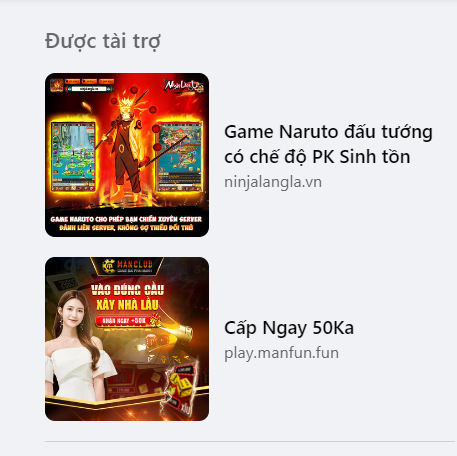 Được tài trợ
ninjalangla.vn
GAME NARUTO CHO PHÉP BẠN CHIẾN XUYÊN SERVER
ĐÁNH LIÊN SERVER, KHÔNG SỢ THIẾU ĐỐI THỦ
Game Naruto đấu tướng
có chế độ PK Sinh tồn
ninjalangla.vn
MANCLUB
VÀO ĐÚNG CẦU
XÂY NHÀ LẦU
NHẬN NGAY +50K
Cấp Ngay 50Ka
play.manfun.fun